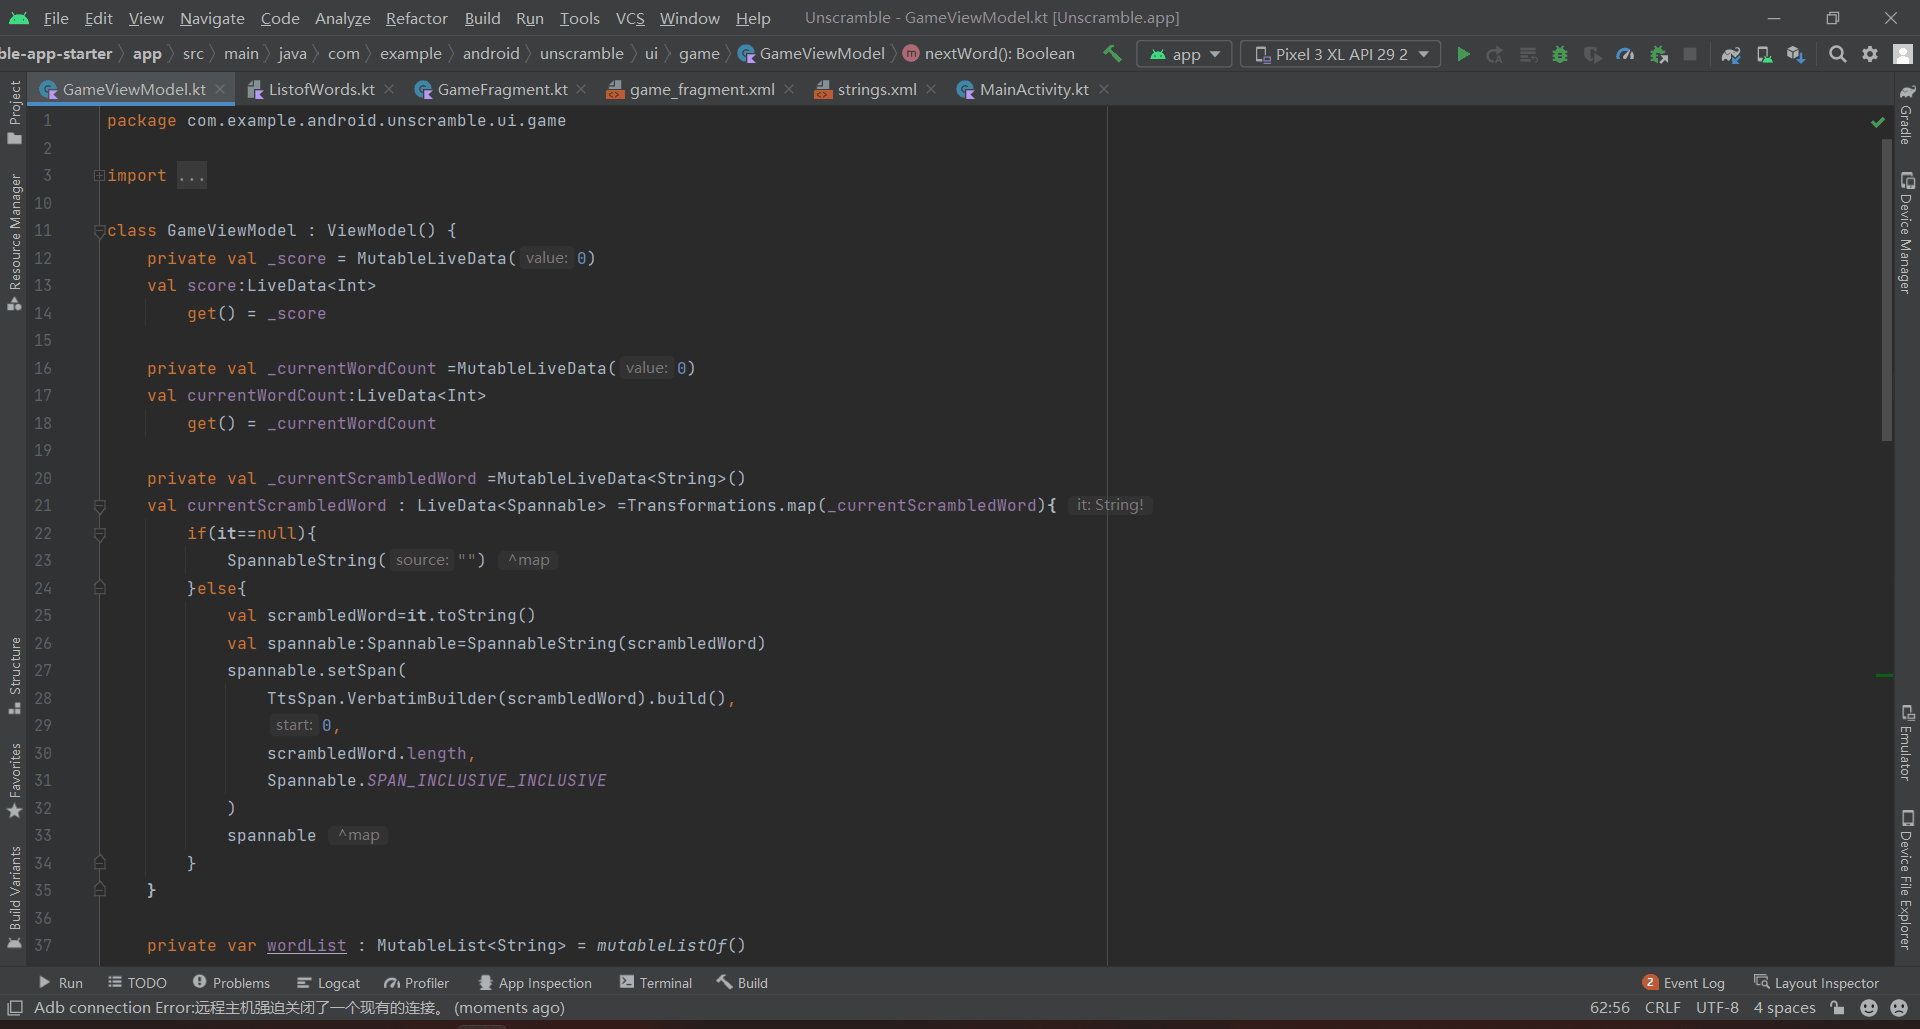 File Edit View Navigate Code Analyze Refactor Build Run Tools VCS Window Help Unscramble - GameViewModel.kt [Unscramble.app]
ble-app-starter app src main java com example android unscramble ui game GameViewModel m nextWord(): Boolean app Pixel 3 XL API 29 2
GameViewModel.kt ListofWords.kt GameFragment.kt game_fragment.xml strings.xml MainActivity.kt
Project
Resource Manager
Structure
Favorites
Build Variants
1 package com.example.android.unscramble.ui.game
2
3 import ...
10
11 class GameViewModel : ViewModel() {
12 private val _score = MutableLiveData( value: 0)
13 val score:LiveData<Int>
14 get() = _score
15
16 private val _currentWordCount =MutableLiveData( value: 0)
17 val currentWordCount:LiveData<Int>
18 get() = _currentWordCount
19
20 private val _currentScrambledWord =MutableLiveData<String>()
21 val currentScrambledWord : LiveData<Spannable> =Transformations.map(_currentScrambledWord){ it: String!
22 if(it==null){
23 SpannableString( source: "") ^map
24 }else{
25 val scrambledWord=it.toString()
26 val spannable:Spannable=SpannableString(scrambledWord)
27 spannable.setSpan(
28 TtsSpan.VerbatimBuilder(scrambledWord).build(),
29 start: 0,
30 scrambledWord.length,
31 Spannable.SPAN_INCLUSIVE_INCLUSIVE
32 )
33 spannable ^map
34 }
35 }
36
37 private var wordList : MutableList<String> = mutableListOf()
Gradle
Device Manager
Emulator
Device File Explorer
Run TODO Problems Logcat Profiler App Inspection Terminal Build 2 Event Log Layout Inspector
Adb connection Error:远程主机强迫关闭了一个现有的连接。 (moments ago) 62:56 CRLF UTF-8 4 spaces